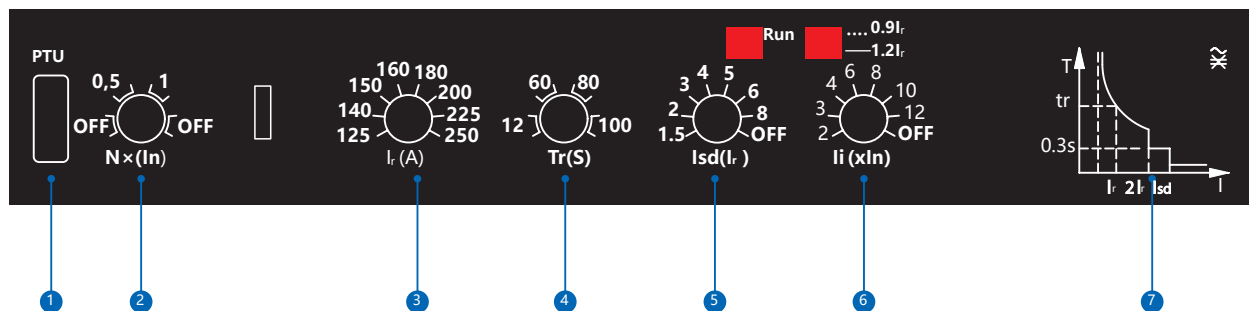 PTU
0,5 1
OFF OFF
N×(In)
160 180
150 200
140 225
125 250
Ir (A)
60 80
12 100
Tr(S)
Run
....0.9Ir
1.2Ir
4 5
3 6
2 8
1.5 OFF
Isd(Ir )
6 8
4 10
3 12
2 OFF
Ii (xIn)
T
tr
0.3s
Ir 2Ir Isd I
1 2 3 4 5 6 7